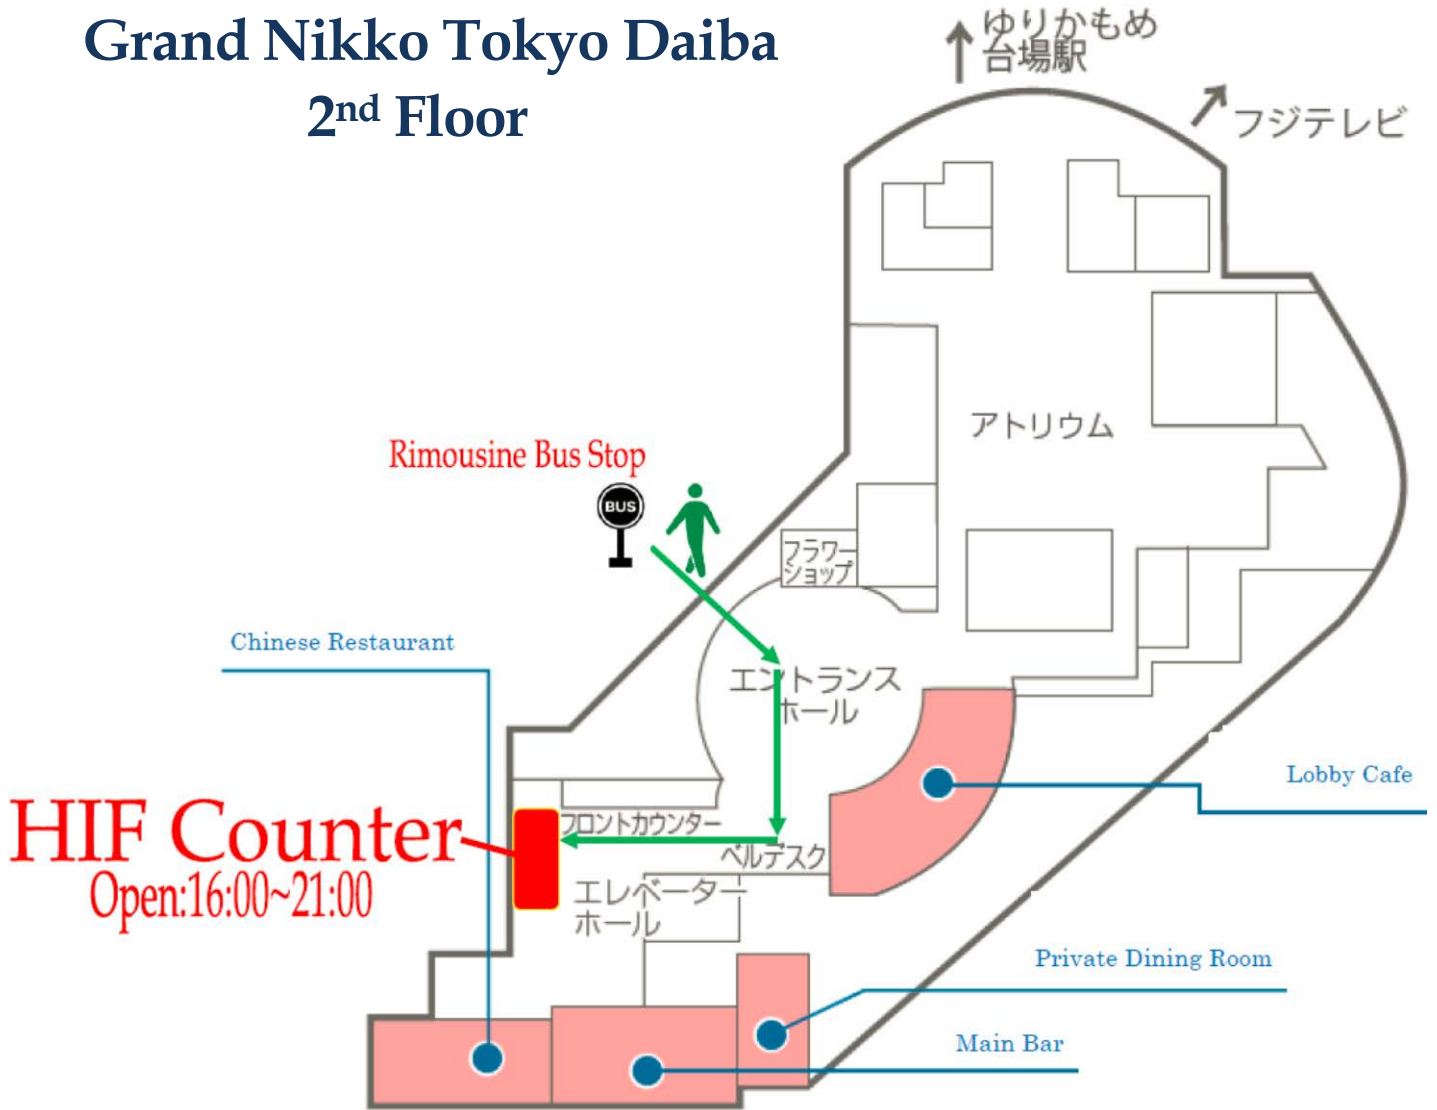 Grand Nikko Tokyo Daiba
2nd Floor
ゆりかもめ
台場駅
フジテレビ
アトリウム
Rimousine Bus Stop
BUS
フラワー
ショップ
Chinese Restaurant
エントランス
ホール
Lobby Cafe
HIF Counter
Open:16:00~21:00
フロントカウンター
ベルデスク
エレベーター
ホール
Private Dining Room
Main Bar